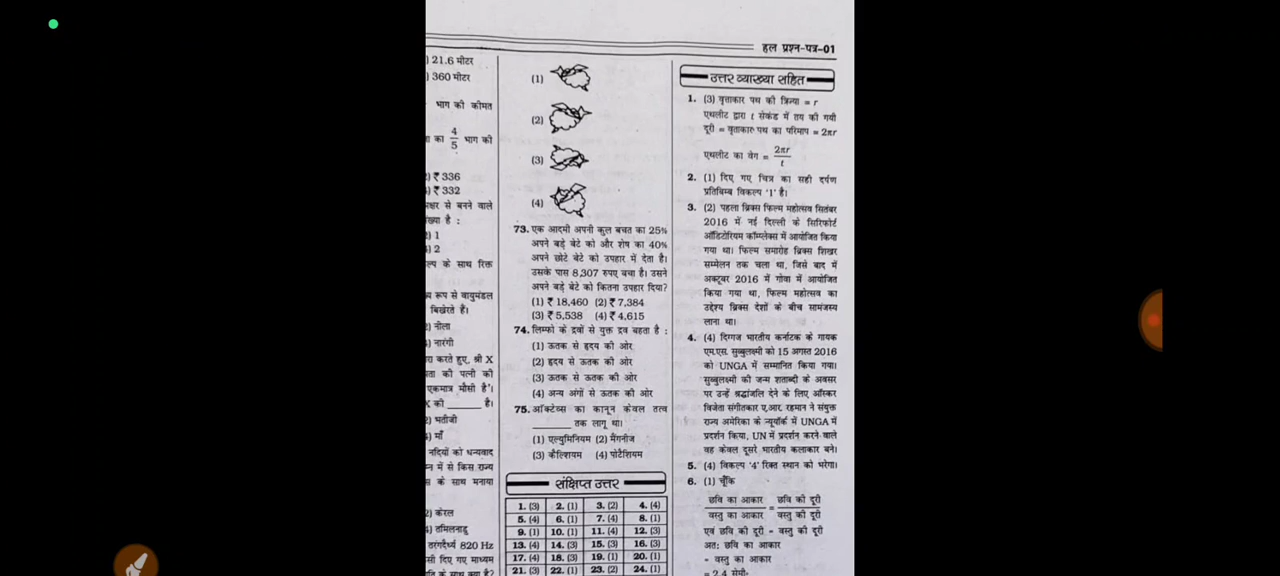 हल प्रश्न-पत्र-01
) 21.6 मीटर
) 360 मीटर
भाग की कीमत
का 4/5 भाग की
) ₹ 336
) ₹ 332
से बनने वाले
है :
2) 1
2
के साथ रिक्त
रूप से वायुमंडल
बिखेरते हैं।
) नीला
) नारंगी
करते हुए, श्री X
की पत्नी की
एकमात्र मौसी है'।
की ______ है।
) भतीजी
) माँ
नदियों को धन्यवाद
में से किस राज्य
के साथ मनाया
) केरल
) तमिलनाडु
तरंगदैर्ध्य 820 Hz
दिए गए माध्यम
(1)
(2)
(3)
(4)
73. एक आदमी अपनी कुल बचत का 25%
अपने बड़े बेटे को और शेष का 40%
अपने छोटे बेटे को उपहार में देता है।
उसके पास 8,307 रुपए बचा है। उसने
अपने बड़े बेटे को कितना उपहार दिया?
(1) ₹ 18,460 (2) ₹ 7,384
(3) ₹ 5,538 (4) ₹ 4,615
74. लिम्फो के द्रवों से युक्त द्रव बहता है :
(1) ऊतक से हृदय की ओर
(2) हृदय से ऊतक की ओर
(3) ऊतक से ऊतक की ओर
(4) अन्य अंगों से ऊतक की ओर
75. ऑक्टेव्स का कानून केवल तत्व
______ तक लागू था।
(1) एल्युमिनियम (2) मैंगनीज
(3) कैल्शियम (4) पोटैशियम
संक्षिप्त उत्तर
1. (3) 2. (1) 3. (2) 4. (4)
5. (4) 6. (1) 7. (4) 8. (1)
9. (1) 10. (1) 11. (4) 12. (3)
13. (4) 14. (3) 15. (3) 16. (3)
17. (4) 18. (3) 19. (1) 20. (1)
21. (3) 22. (1) 23. (2) 24. (1)
उत्तर व्याख्या सहित
1. (3) वृत्ताकार पथ की त्रिज्या = r
एथलीट द्वारा t सेकंड में तय की गयी
दूरी = वृत्ताकार पथ का परिमाप = 2πr
एथलीट का वेग = 2πr/t
2. (1) दिए गए चित्र का सही दर्पण
प्रतिबिम्ब विकल्प '1' है।
3. (2) पहला ब्रिक्स फिल्म महोत्सव सितंबर
2016 में नई दिल्ली के सिरिफोर्ट
ऑडिटोरियम कॉम्प्लेक्स में आयोजित किया
गया था। फिल्म समारोह ब्रिक्स शिखर
सम्मेलन तक चला था, जिसे बाद में
अक्टूबर 2016 में गोवा में आयोजित
किया गया था, फिल्म महोत्सव का
उद्देश्य ब्रिक्स देशों के बीच सामंजस्य
लाना था।
4. (4) दिग्गज भारतीय कर्नाटक के गायक
एम.एस. सुब्बुलक्ष्मी को 15 अगस्त 2016
को UNGA में सम्मानित किया गया।
सुब्बुलक्ष्मी की जन्म शताब्दी के अवसर
पर उन्हें श्रद्धांजलि देने के लिए ऑस्कर
विजेता संगीतकार ए.आर. रहमान ने संयुक्त
राज्य अमेरिका के न्यूयॉर्क में UNGA में
प्रदर्शन किया, UN में प्रदर्शन करने वाले
वह केवल दूसरे भारतीय कलाकार बने।
5. (4) विकल्प '4' रिक्त स्थान को भरेगा।
6. (1) चूँकि
छवि का आकार/वस्तु का आकार = छवि की दूरी/वस्तु की दूरी
एवं छवि की दूरी = वस्तु की दूरी
अतः छवि का आकार
= वस्तु का आकार
= 2.4 सेमी-